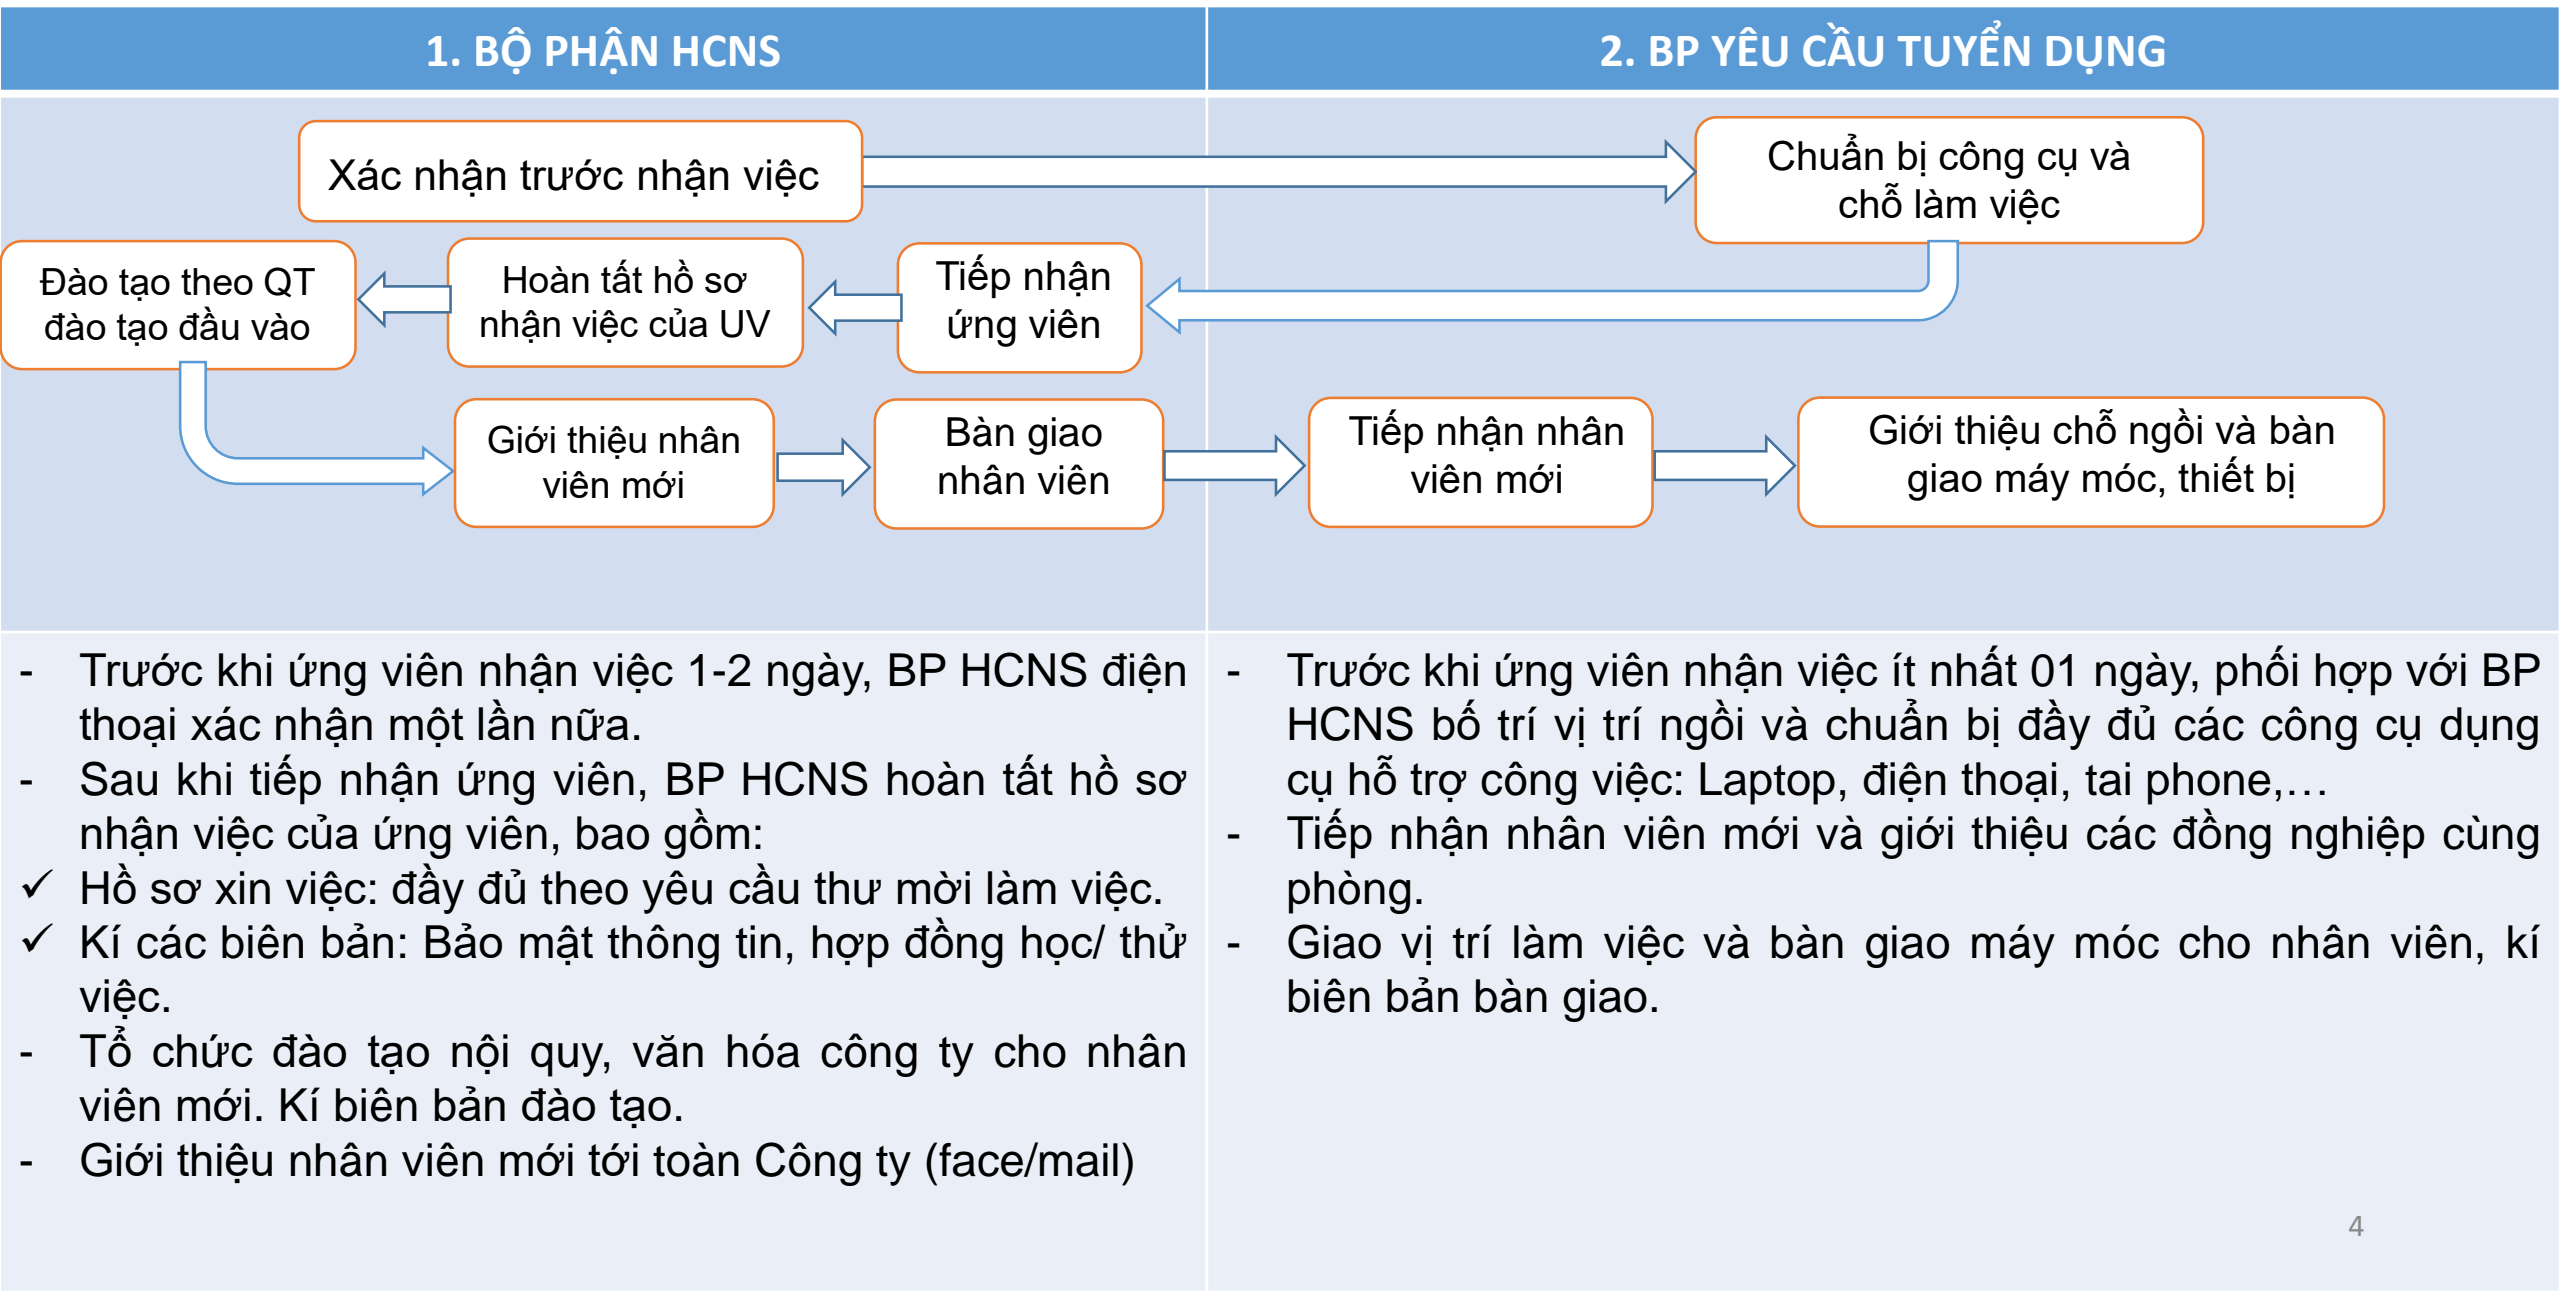 1. BỘ PHẬN HCNS
2. BP YÊU CẦU TUYỂN DỤNG
Xác nhận trước nhận việc
Chuẩn bị công cụ và
chỗ làm việc
Tiếp nhận
ứng viên
Hoàn tất hồ sơ
nhận việc của UV
Đào tạo theo QT
đào tạo đầu vào
Giới thiệu nhân
viên mới
Bàn giao
nhân viên
Tiếp nhận nhân
viên mới
Giới thiệu chỗ ngồi và bàn
giao máy móc, thiết bị
- Trước khi ứng viên nhận việc 1-2 ngày, BP HCNS điện
thoại xác nhận một lần nữa.
- Sau khi tiếp nhận ứng viên, BP HCNS hoàn tất hồ sơ
nhận việc của ứng viên, bao gồm:
✓ Hồ sơ xin việc: đầy đủ theo yêu cầu thư mời làm việc.
✓ Kí các biên bản: Bảo mật thông tin, hợp đồng học/ thử
việc.
- Tổ chức đào tạo nội quy, văn hóa công ty cho nhân
viên mới. Kí biên bản đào tạo.
- Giới thiệu nhân viên mới tới toàn Công ty (face/mail)
- Trước khi ứng viên nhận việc ít nhất 01 ngày, phối hợp với BP
HCNS bố trí vị trí ngồi và chuẩn bị đầy đủ các công cụ dụng
cụ hỗ trợ công việc: Laptop, điện thoại, tai phone,…
- Tiếp nhận nhân viên mới và giới thiệu các đồng nghiệp cùng
phòng.
- Giao vị trí làm việc và bàn giao máy móc cho nhân viên, kí
biên bản bàn giao.
4